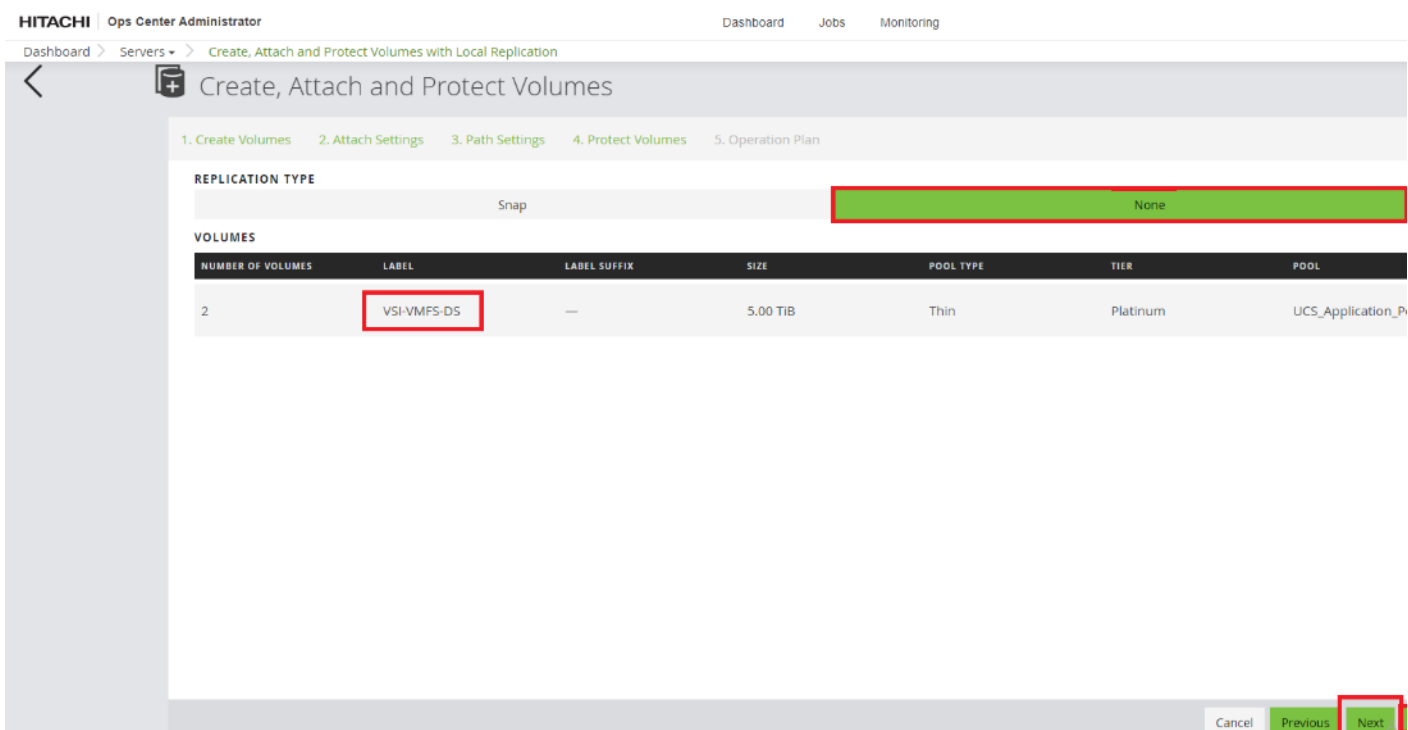 HITACHI Ops Center Administrator Dashboard Jobs Monitoring
Dashboard Servers Create, Attach and Protect Volumes with Local Replication
Create, Attach and Protect Volumes
1. Create Volumes 2. Attach Settings 3. Path Settings 4. Protect Volumes 5. Operation Plan
REPLICATION TYPE
Snap None
VOLUMES
NUMBER OF VOLUMES LABEL LABEL SUFFIX SIZE POOL TYPE TIER POOL
2 VSI-VMFS-DS — 5.00 TiB Thin Platinum UCS_Application_P
Cancel Previous Next